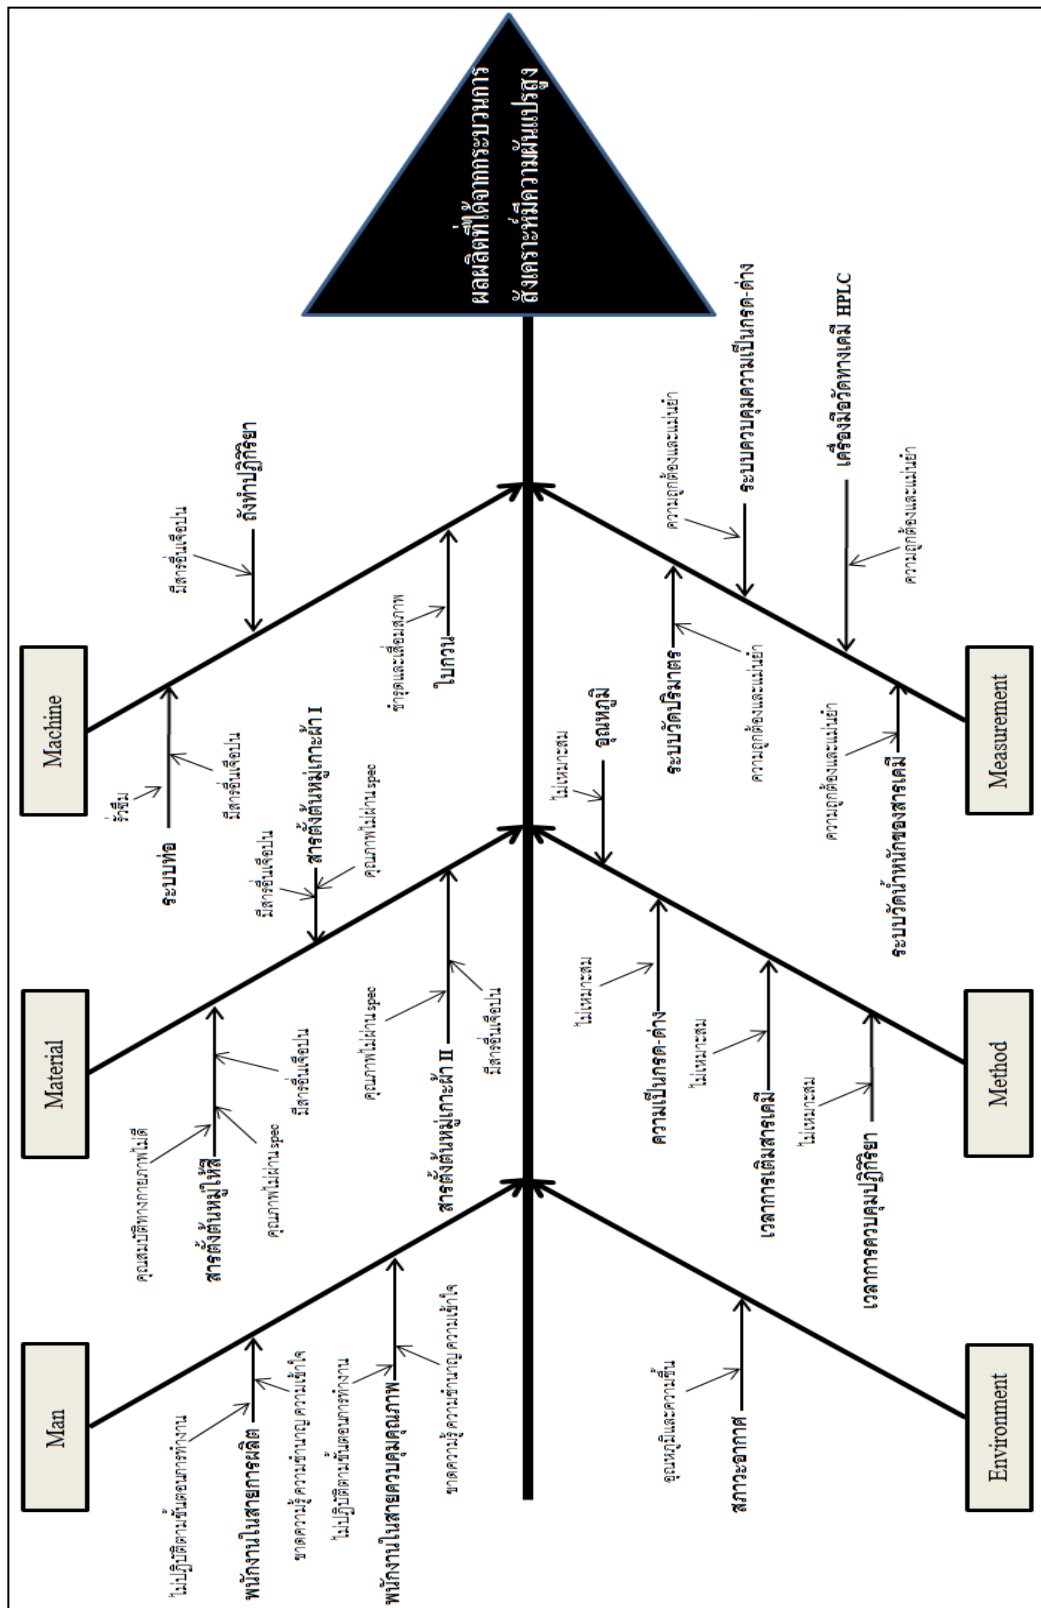 Man
ไม่ปฏิบัติตามขั้นตอนการทำงาน
พนักงานในสายการผลิต
ขาดความรู้ ความชำนาญ ความเข้าใจ
ไม่ปฏิบัติตามขั้นตอนการทำงาน
พนักงานในสายควบคุมคุณภาพ
ขาดความรู้ ความชำนาญ ความเข้าใจ
Material
คุณสมบัติทางกายภาพไม่ดี
สารตั้งต้นหมู่ให้สี
คุณภาพไม่ผ่าน spec
มีสารอื่นเจือปน
มีสารอื่นเจือปน
สารตั้งต้นหมู่เกาะผ้า I
คุณภาพไม่ผ่าน spec
คุณภาพไม่ผ่าน spec
สารตั้งต้นหมู่เกาะผ้า II
มีสารอื่นเจือปน
Machine
รั่วซึม
ระบบท่อ
มีสารอื่นเจือปน
มีสารอื่นเจือปน
ถังทำปฏิกิริยา
ชำรุดและเสื่อมสภาพ
ใบกวน
ผลผลิตที่ได้จากกระบวนการ
สังเคราะห์มีความผันแปรสูง
อุณหภูมิและความชื้น
สภาวะอากาศ
Environment
ไม่เหมาะสม
อุณหภูมิ
ไม่เหมาะสม
ความเป็นกรด-ด่าง
ไม่เหมาะสม
เวลาการเติมสารเคมี
ไม่เหมาะสม
เวลาการควบคุมปฏิกิริยา
Method
ระบบวัดปริมาตร
ความถูกต้องและแม่นยำ
ความถูกต้องและแม่นยำ
ระบบควบคุมความเป็นกรด-ด่าง
เครื่องมือวัดทางเคมี HPLC
ความถูกต้องและแม่นยำ
ความถูกต้องและแม่นยำ
ระบบวัดน้ำหนักของสารเคมี
Measurement